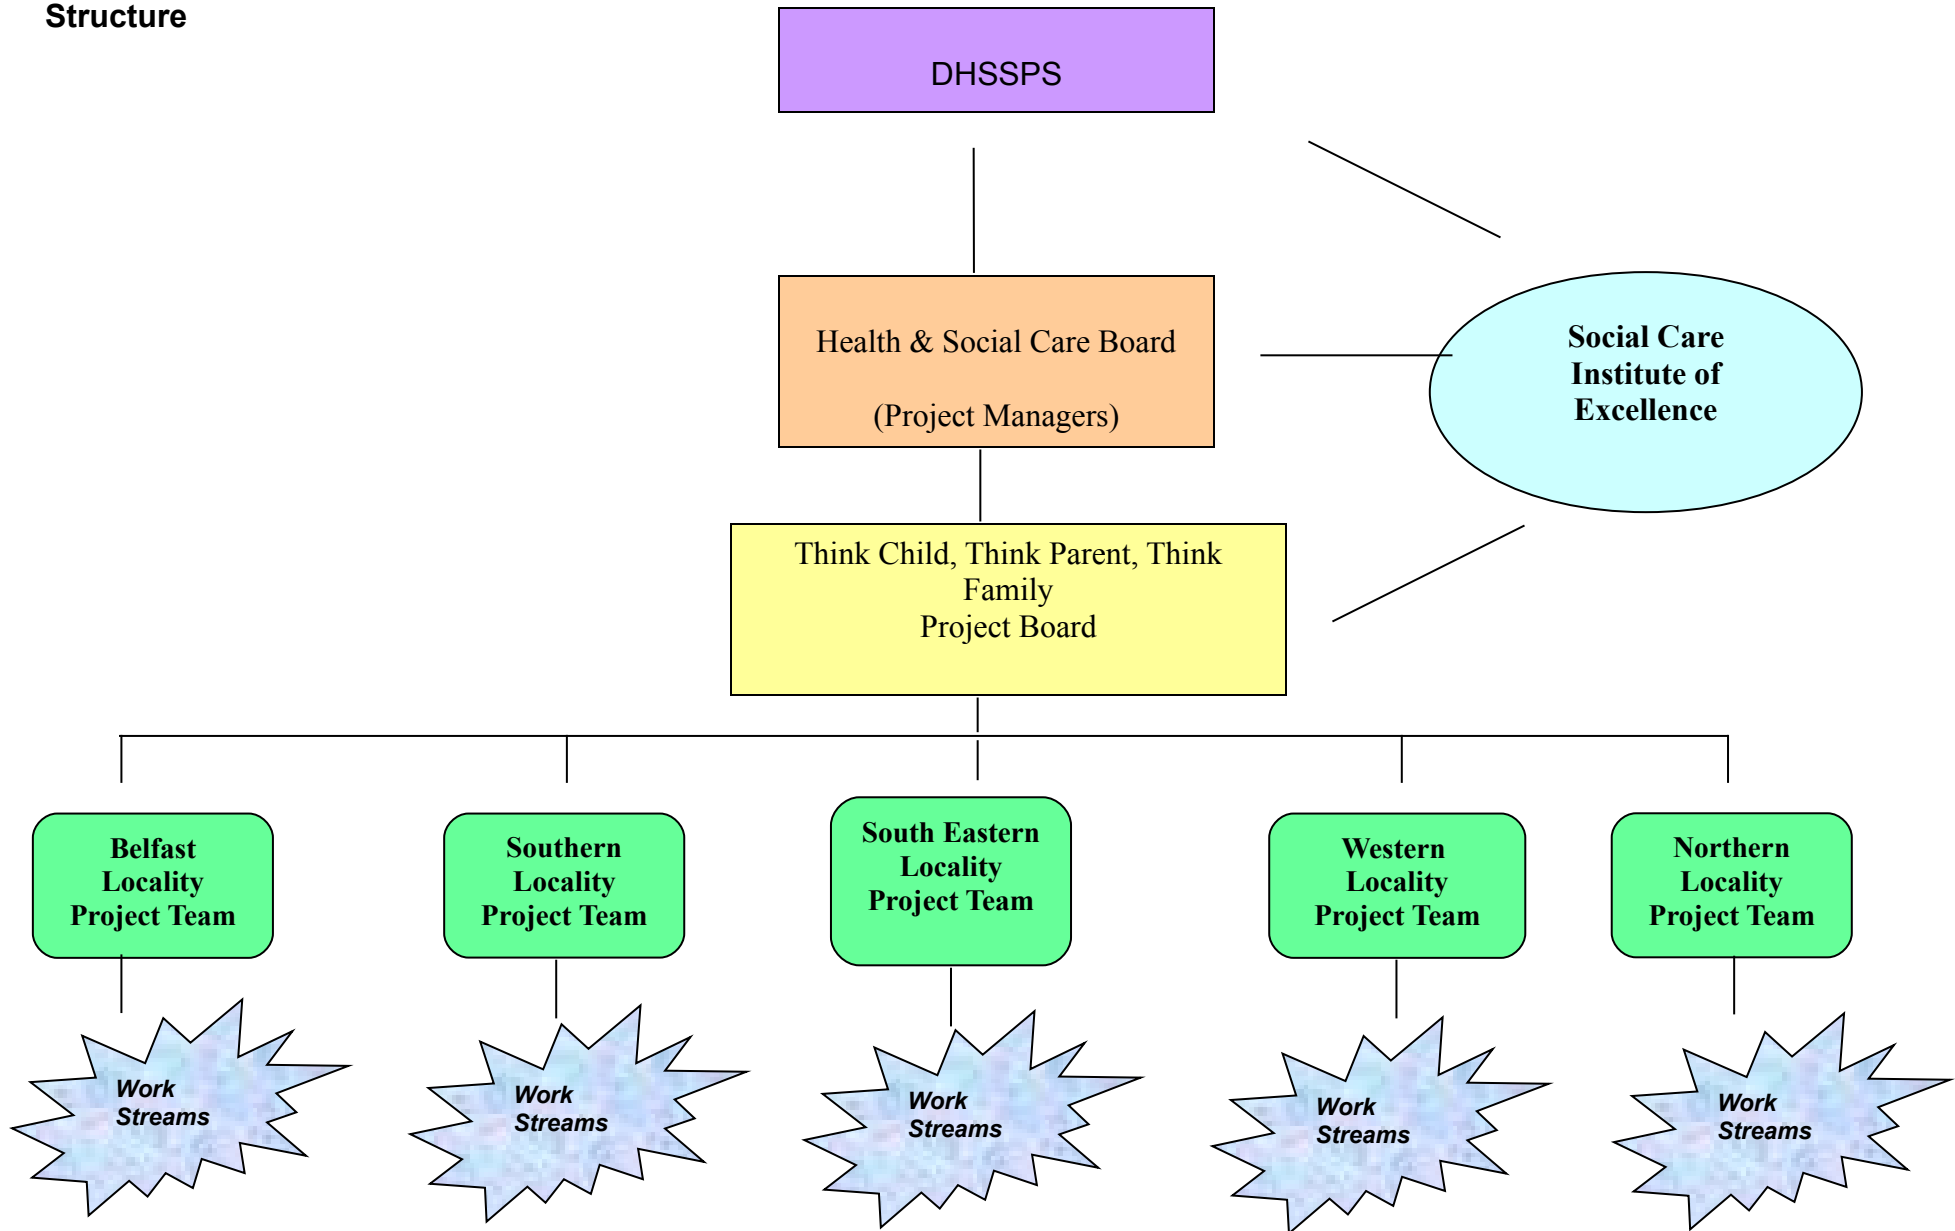 Structure
DHSSPS
Health & Social Care Board
(Project Managers)
Social Care
Institute of
Excellence
Think Child, Think Parent, Think
Family
Project Board
Belfast
Locality
Project Team
Southern
Locality
Project Team
South Eastern
Locality
Project Team
Western
Locality
Project Team
Northern
Locality
Project Team
Work
Streams
Work
Streams
Work
Streams
Work
Streams
Work
Streams